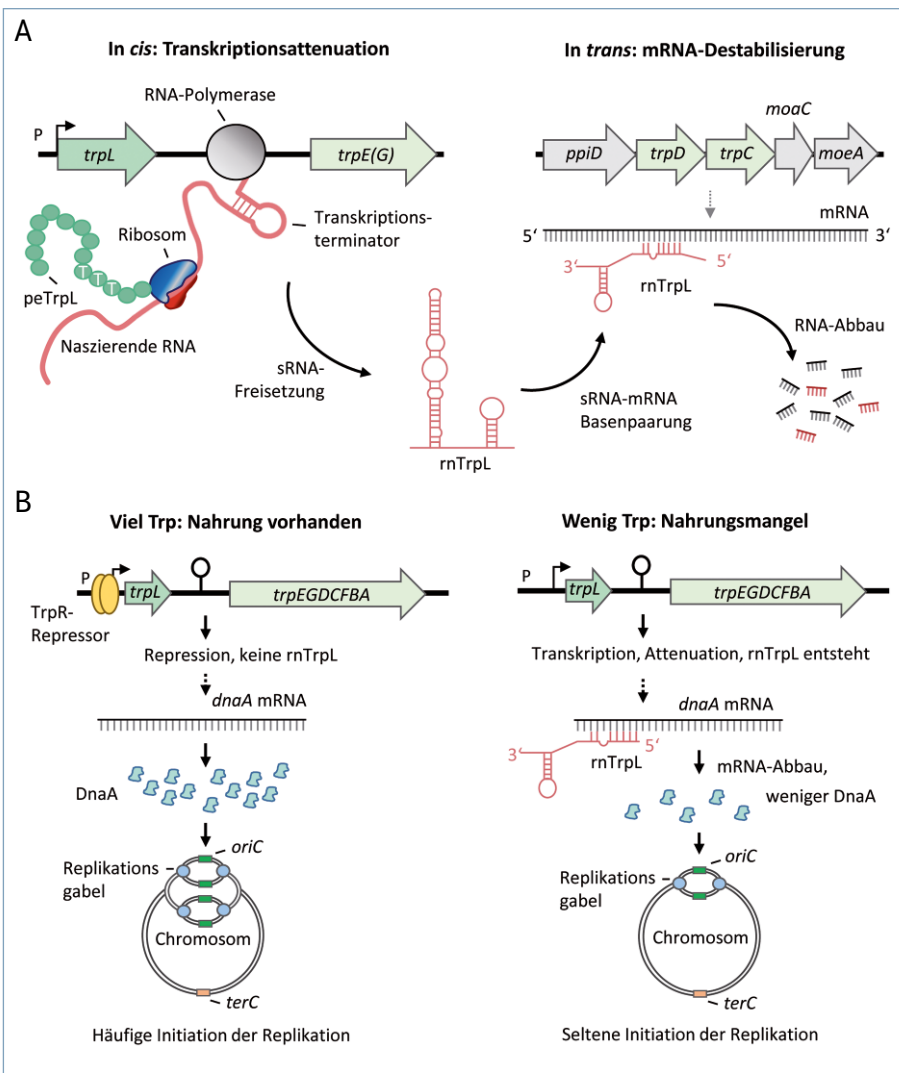 A
In cis: Transkriptionsattenuation
In trans: mRNA-Destabilisierung
RNA-Polymerase
P
trpL
trpE(G)
moaC
ppiD
trpD
trpC
moeA
Transkriptions-
terminator
Ribosom
T
T
T
peTrpL
Naszierende RNA
mRNA
5‘
3‘
3‘
5‘
rnTrpL
sRNA-
Freisetzung
rnTrpL
sRNA-mRNA
Basenpaarung
RNA-Abbau
B
Viel Trp: Nahrung vorhanden
P
trpL
trpEGDCFBA
TrpR-
Repressor
Repression, keine rnTrpL
dnaA mRNA
DnaA
oriC
Replikations
gabel
Chromosom
terC
Häufige Initiation der Replikation
Wenig Trp: Nahrungsmangel
P
trpL
trpEGDCFBA
Transkription, Attenuation, rnTrpL entsteht
dnaA mRNA
3‘
5‘
rnTrpL
mRNA-Abbau,
weniger DnaA
oriC
Replikations
gabel
Chromosom
terC
Seltene Initiation der Replikation